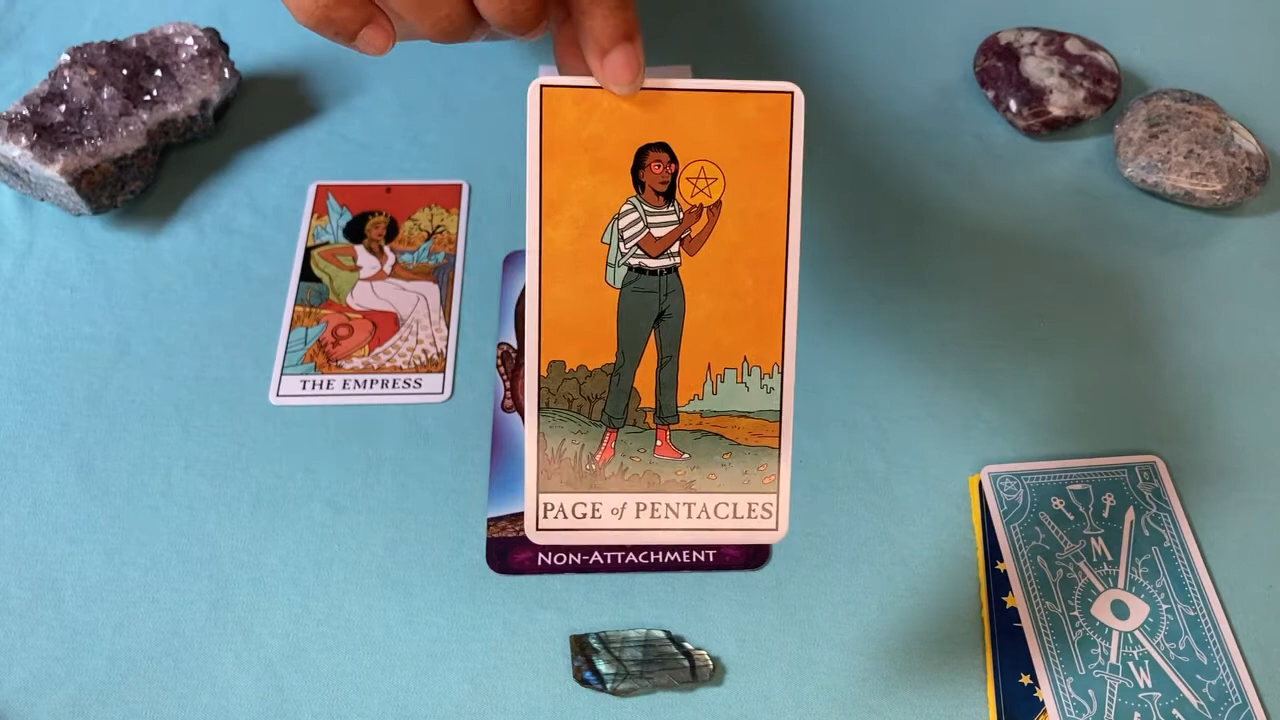 THE EMPRESS
PAGE of PENTACLES
NON-ATTACHMENT
M
W